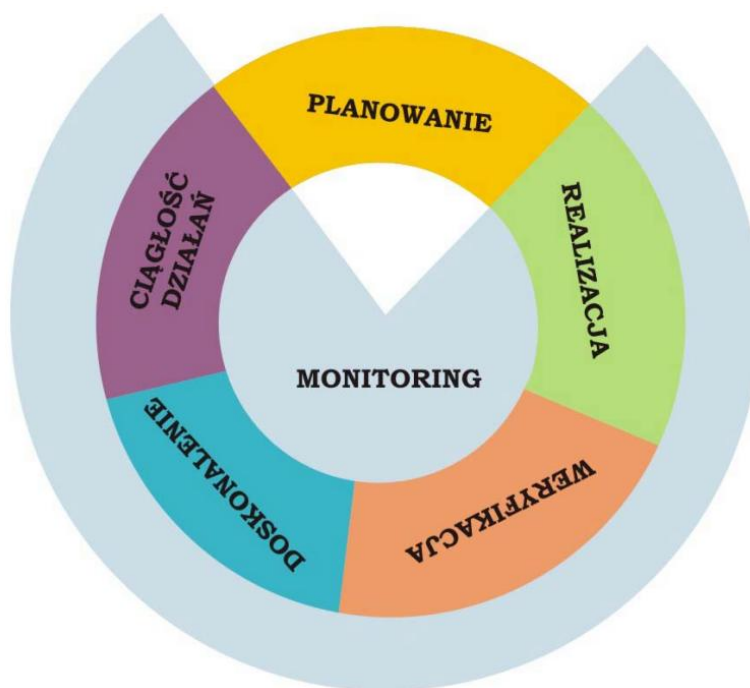 PLANOWANIE
REALIZACJA
WERYFIKACJA
DOSKONALENIE
CIĄGŁOŚĆ
DZIAŁAŃ
MONITORING